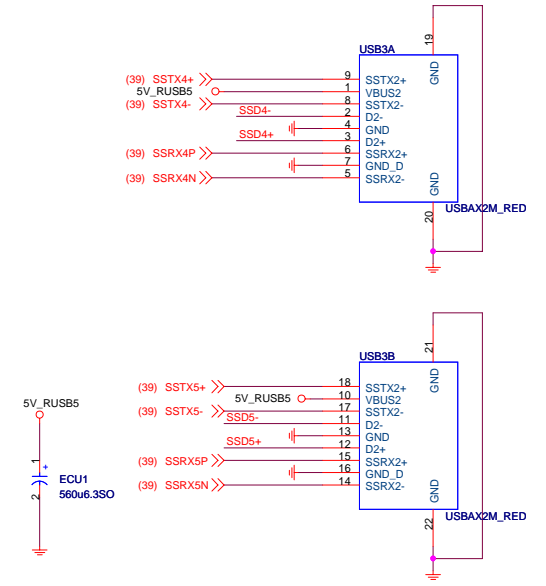 19
USB3A
GND
(39) SSTX4+ 9 SSTX2+
5V_RUSB5 1 VBUS2
(39) SSTX4- 8 SSTX2-
SSD4- 2 D2-
4 GND
SSD4+ 3 D2+
(39) SSRX4P 6 SSRX2+
7 GND_D
(39) SSRX4N 5 SSRX2-
GND
USBAX2M_RED
20
21
USB3B
GND
(39) SSTX5+ 18 SSTX2+
5V_RUSB5 10 VBUS2
(39) SSTX5- 17 SSTX2-
SSD5- 11 D2-
13 GND
SSD5+ 12 D2+
(39) SSRX5P 15 SSRX2+
16 GND_D
(39) SSRX5N 14 SSRX2-
GND
USBAX2M_RED
22
5V_RUSB5
1
+
ECU1
560u6.3SO
2